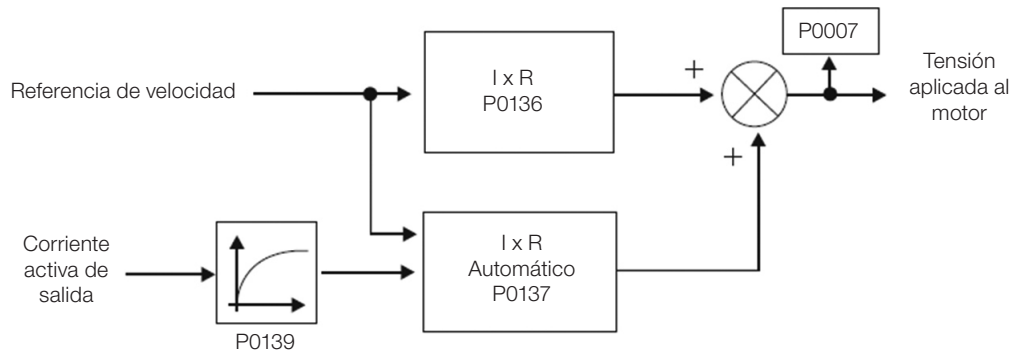 P0007
I x R
P0136
+
Tensión
aplicada al
motor
Referencia de velocidad
+
I x R
Automático
P0137
Corriente
activa de
salida
P0139